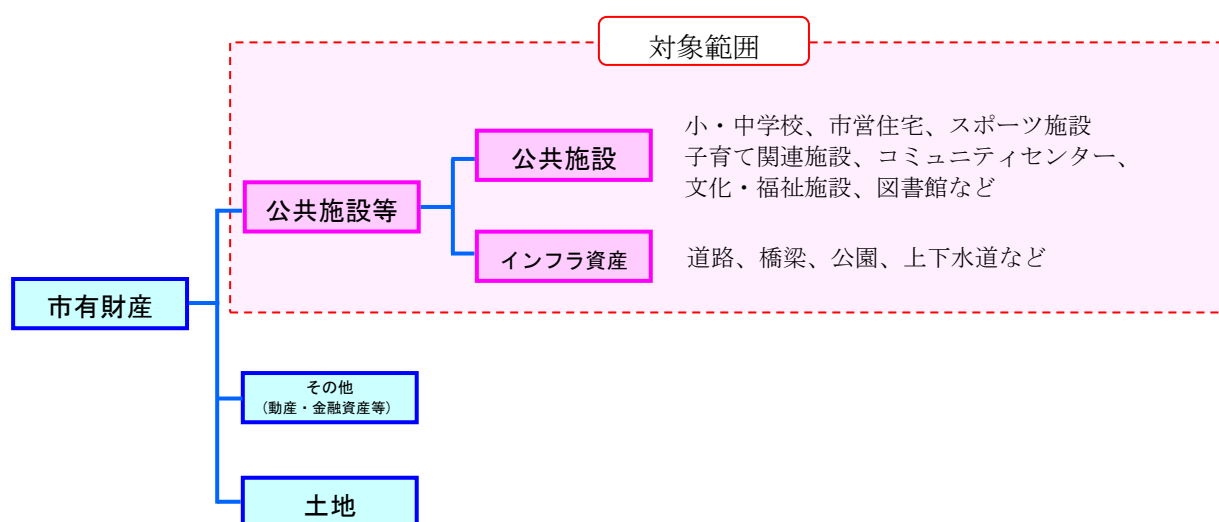 対象範囲
小・中学校、市営住宅、スポーツ施設
子育て関連施設、コミュニティセンター、
文化・福祉施設、図書館など
公共施設
公共施設等
インフラ資産
道路、橋梁、公園、上下水道など
市有財産
その他
（動産・金融資産等）
土地